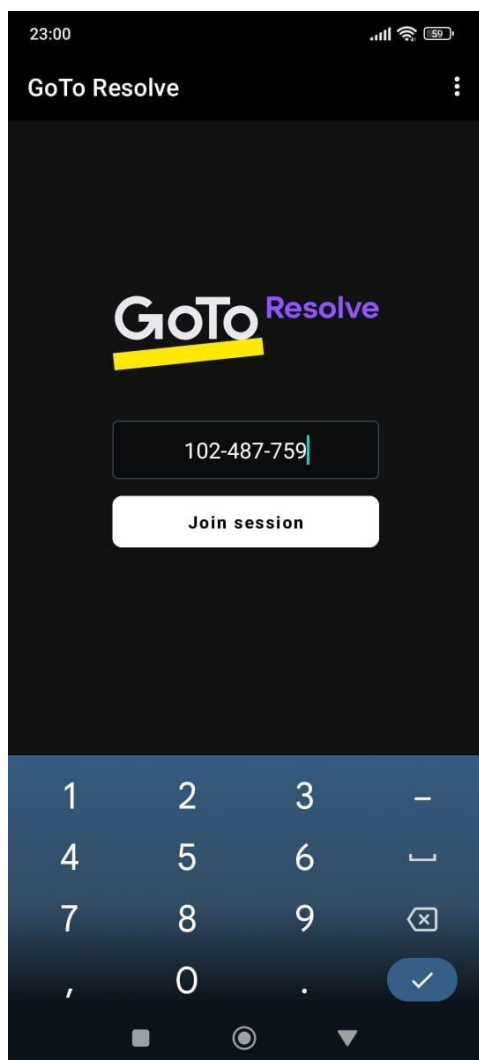 23:00
59
GoTo Resolve
GoTo Resolve
102-487-759
Join session
1 2 3 –
4 5 6
7 8 9
, 0 .